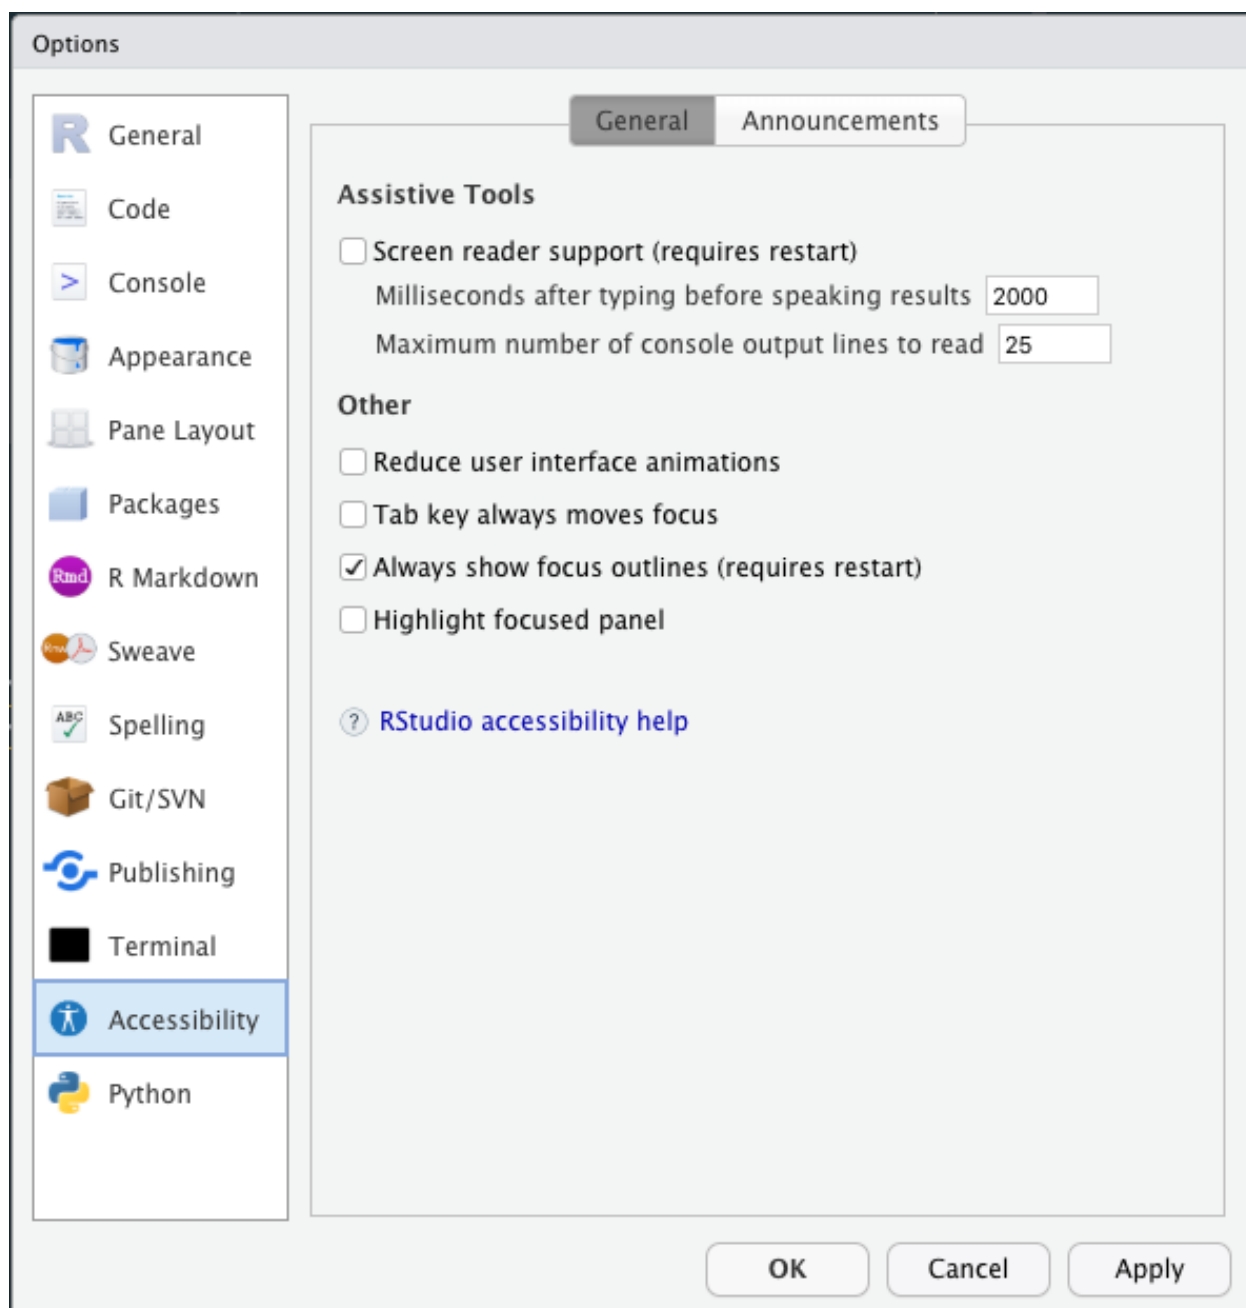 Options
General
Code
Console
Appearance
Pane Layout
Packages
Rmd R Markdown
Rnw Sweave
ABC Spelling
Git/SVN
Publishing
Terminal
Accessibility
Python
General Announcements
Assistive Tools
Screen reader support (requires restart)
Milliseconds after typing before speaking results 2000
Maximum number of console output lines to read 25
Other
Reduce user interface animations
Tab key always moves focus
Always show focus outlines (requires restart)
Highlight focused panel
? RStudio accessibility help
OK Cancel Apply